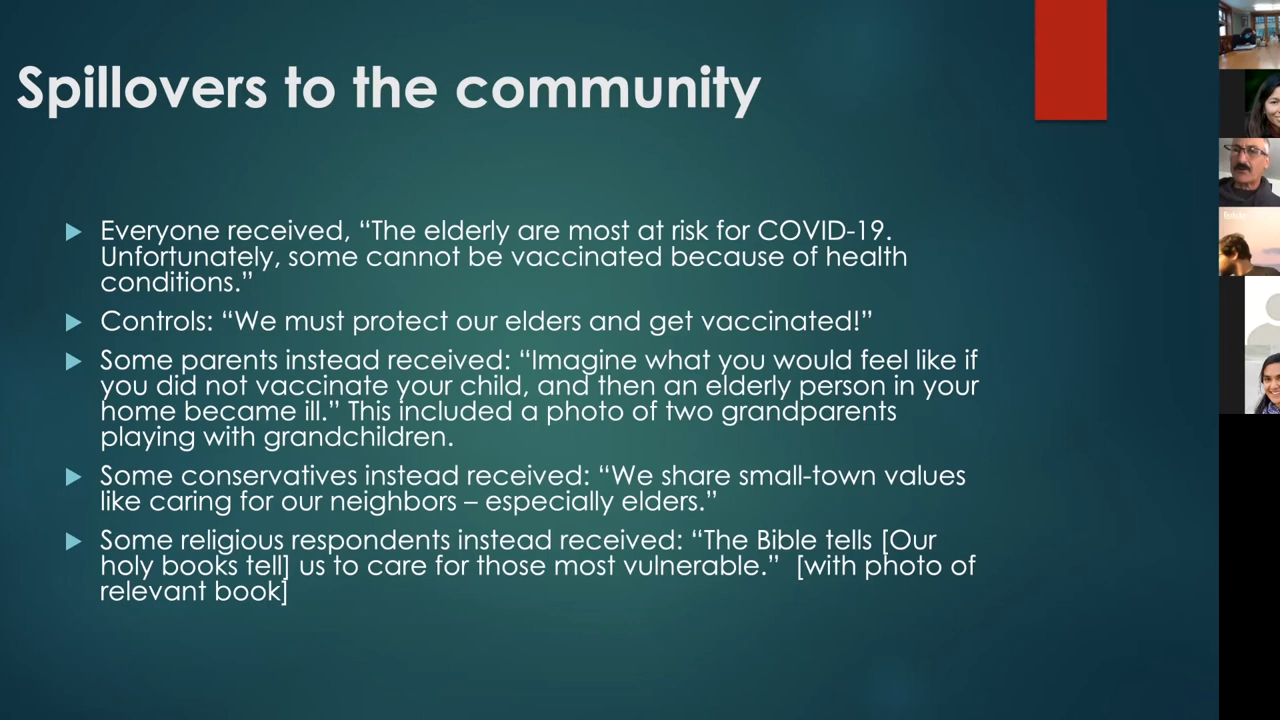 Spillovers to the community
Everyone received, “The elderly are most at risk for COVID-19.
Unfortunately, some cannot be vaccinated because of health
conditions.”
Controls: “We must protect our elders and get vaccinated!”
Some parents instead received: “Imagine what you would feel like if
you did not vaccinate your child, and then an elderly person in your
home became ill.” This included a photo of two grandparents
playing with grandchildren.
Some conservatives instead received: “We share small-town values
like caring for our neighbors – especially elders.”
Some religious respondents instead received: “The Bible tells [Our
holy books tell] us to care for those most vulnerable.” [with photo of
relevant book]